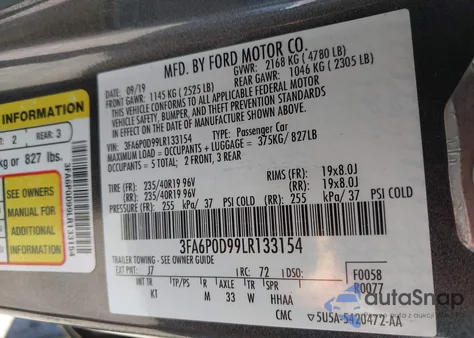 MFD. BY FORD MOTOR CO.
09/19 GVWR: 2168 KG ( 4780 LB)
FRONT GAWR: 1145 KG ( 2525 LB) REAR GAWR: 1046 KG ( 2305 LB)
THIS VEHICLE CONFORMS TO ALL APPLICABLE FEDERAL MOTOR
VEHICLE SAFETY, BUMPER, AND THEFT PREVENTION STANDARDS
IN EFFECT ON THE DATE OF MANUFACTURE SHOWN ABOVE.
VIN: 3FA6P0D99LR133154 TYPE: Passenger Car
MAXIMUM LOAD = OCCUPANTS + LUGGAGE = 375KG/ 827LB
OCCUPANTS = 5 TOTAL; 2 FRONT, 3 REAR
TIRE (FR): 235/40R19 96V RIMS (FR): 19x8.0J
(RR): 235/40R19 96V (RR): 19x8.0J
PRESSURE (FR): 255 kPa/ 37 PSI COLD (RR): 255 kPa/ 37 PSI COLD
3FA6P0D99LR133154
TRAILER TOWING - SEE OWNER GUIDE
EXT PNT: J7 RC: 72 DSO: F0058
R0077
INT TR TP/PS R AXLE TR SPR
KT M 33 W HHAA
CMC 5USA-5420472-AA
INFORMATION
2 REAR: 3
kg or 827 lbs.
SEE OWNERS
MANUAL FOR
ADDITIONAL
INFORMATION
3FA6P0D99LR133154
autoSnap